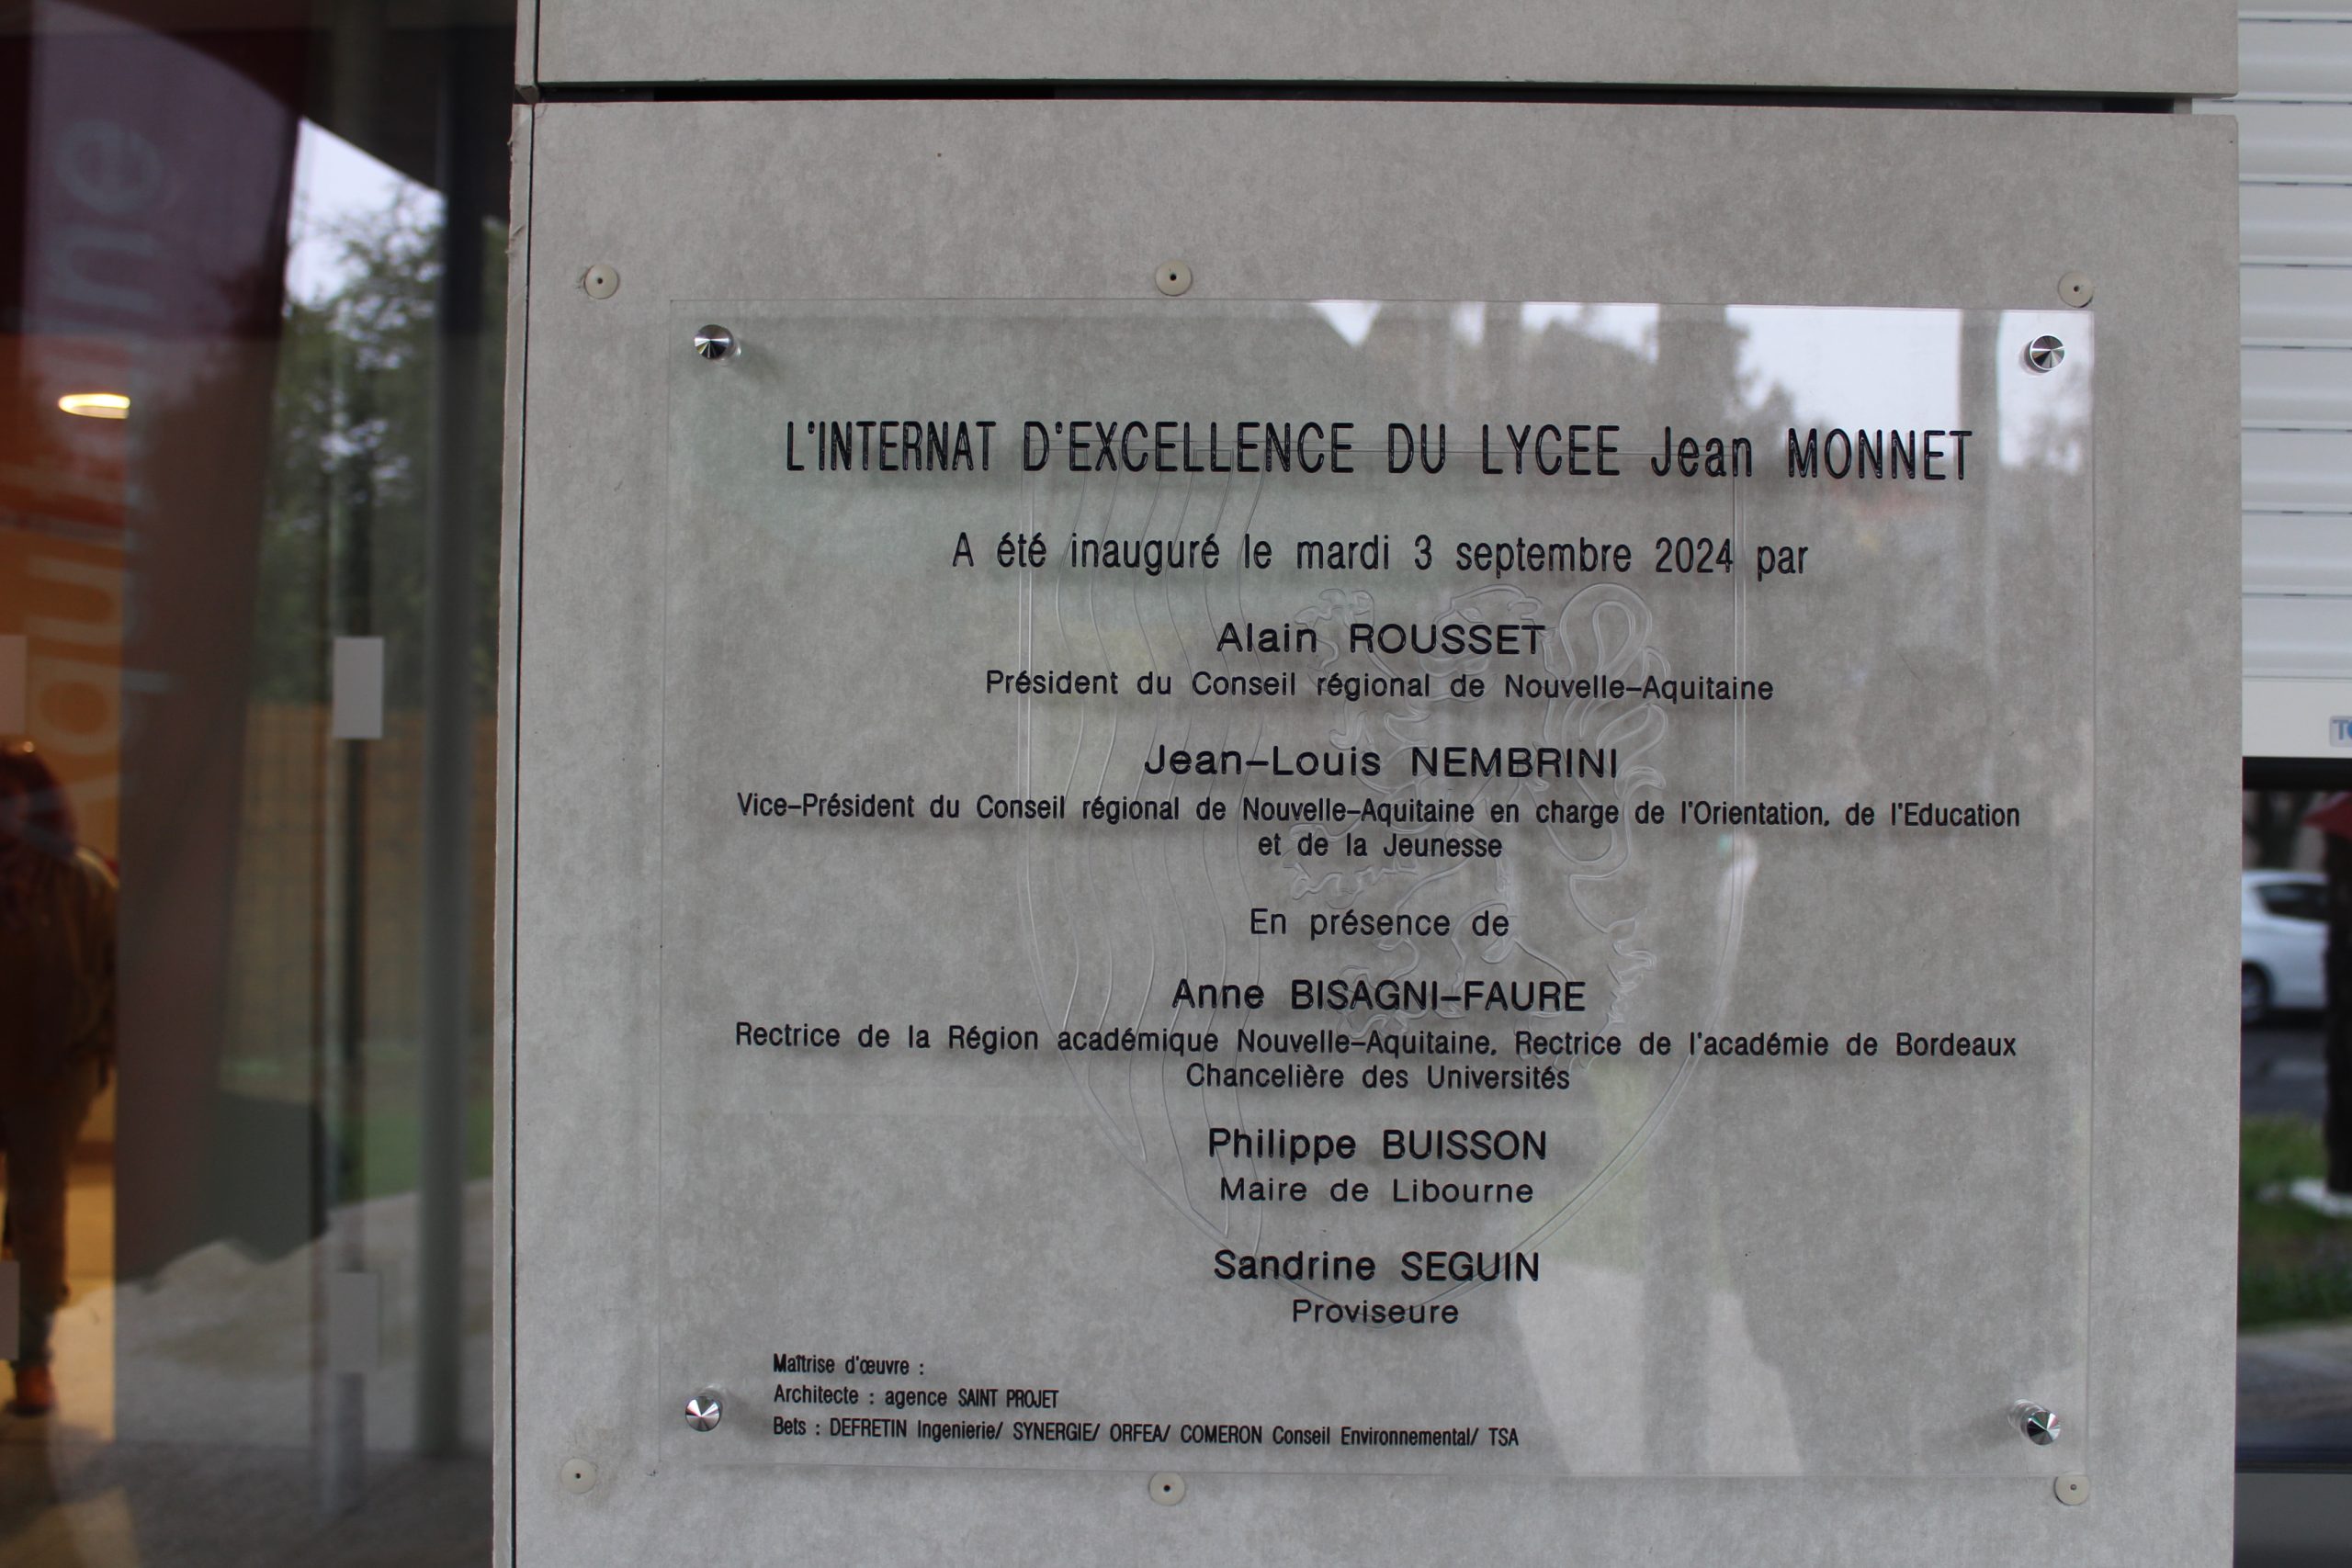 L'INTERNAT D'EXCELLENCE DU LYCEE Jean MONNET
A été inauguré le mardi 3 septembre 2024 par
Alain ROUSSET
Président du Conseil régional de Nouvelle-Aquitaine
Jean-Louis NEMBRINI
Vice-Président du Conseil régional de Nouvelle-Aquitaine en charge de l'Orientation, de l'Education
et de la Jeunesse
En présence de
Anne BISAGNI-FAURE
Rectrice de la Région académique Nouvelle-Aquitaine, Rectrice de l'académie de Bordeaux
Chancelière des Universités
Philippe BUISSON
Maire de Libourne
Sandrine SEGUIN
Proviseure
Maîtrise d'œuvre :
Architecte : agence SAINT PROJET
Bets : DEFRETIN Ingenierie/ SYNERGIE/ ORFEA/ COMERON Conseil Environnemental/ TSA